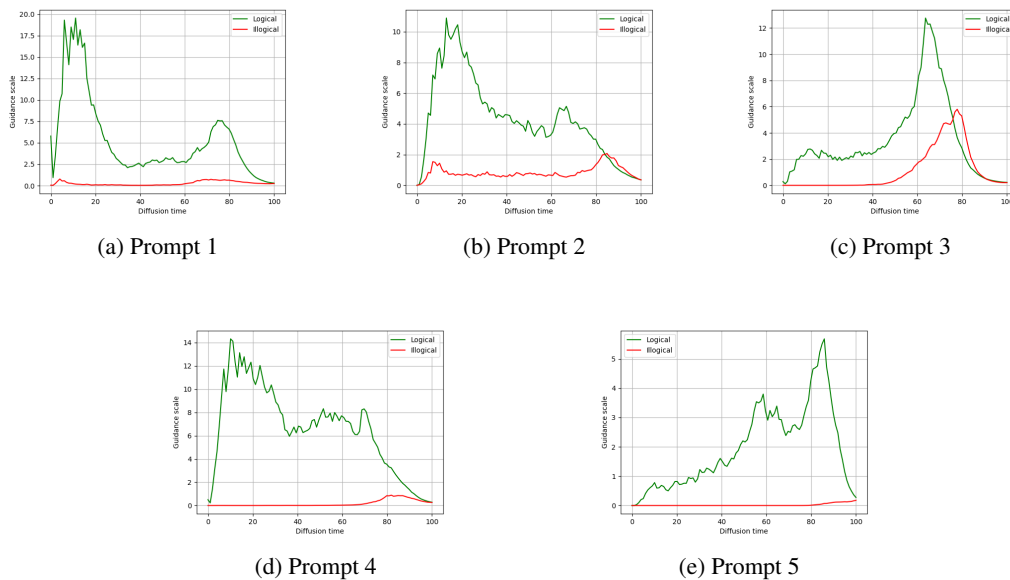 20.0
17.5
15.0
12.5
10.0
7.5
5.0
2.5
0.0
Guidance scale
0 20 40 60 80 100
Diffusion time
Logical
Illogical
(a) Prompt 1
10
8
6
4
2
0
Guidance scale
0 20 40 60 80 100
Diffusion time
Logical
Illogical
(b) Prompt 2
12
10
8
6
4
2
0
Guidance scale
0 20 40 60 80 100
Diffusion time
Logical
Illogical
(c) Prompt 3
14
12
10
8
6
4
2
0
Guidance scale
0 20 40 60 80 100
Diffusion time
Logical
Illogical
(d) Prompt 4
5
4
3
2
1
0
Guidance scale
0 20 40 60 80 100
Diffusion time
Logical
Illogical
(e) Prompt 5